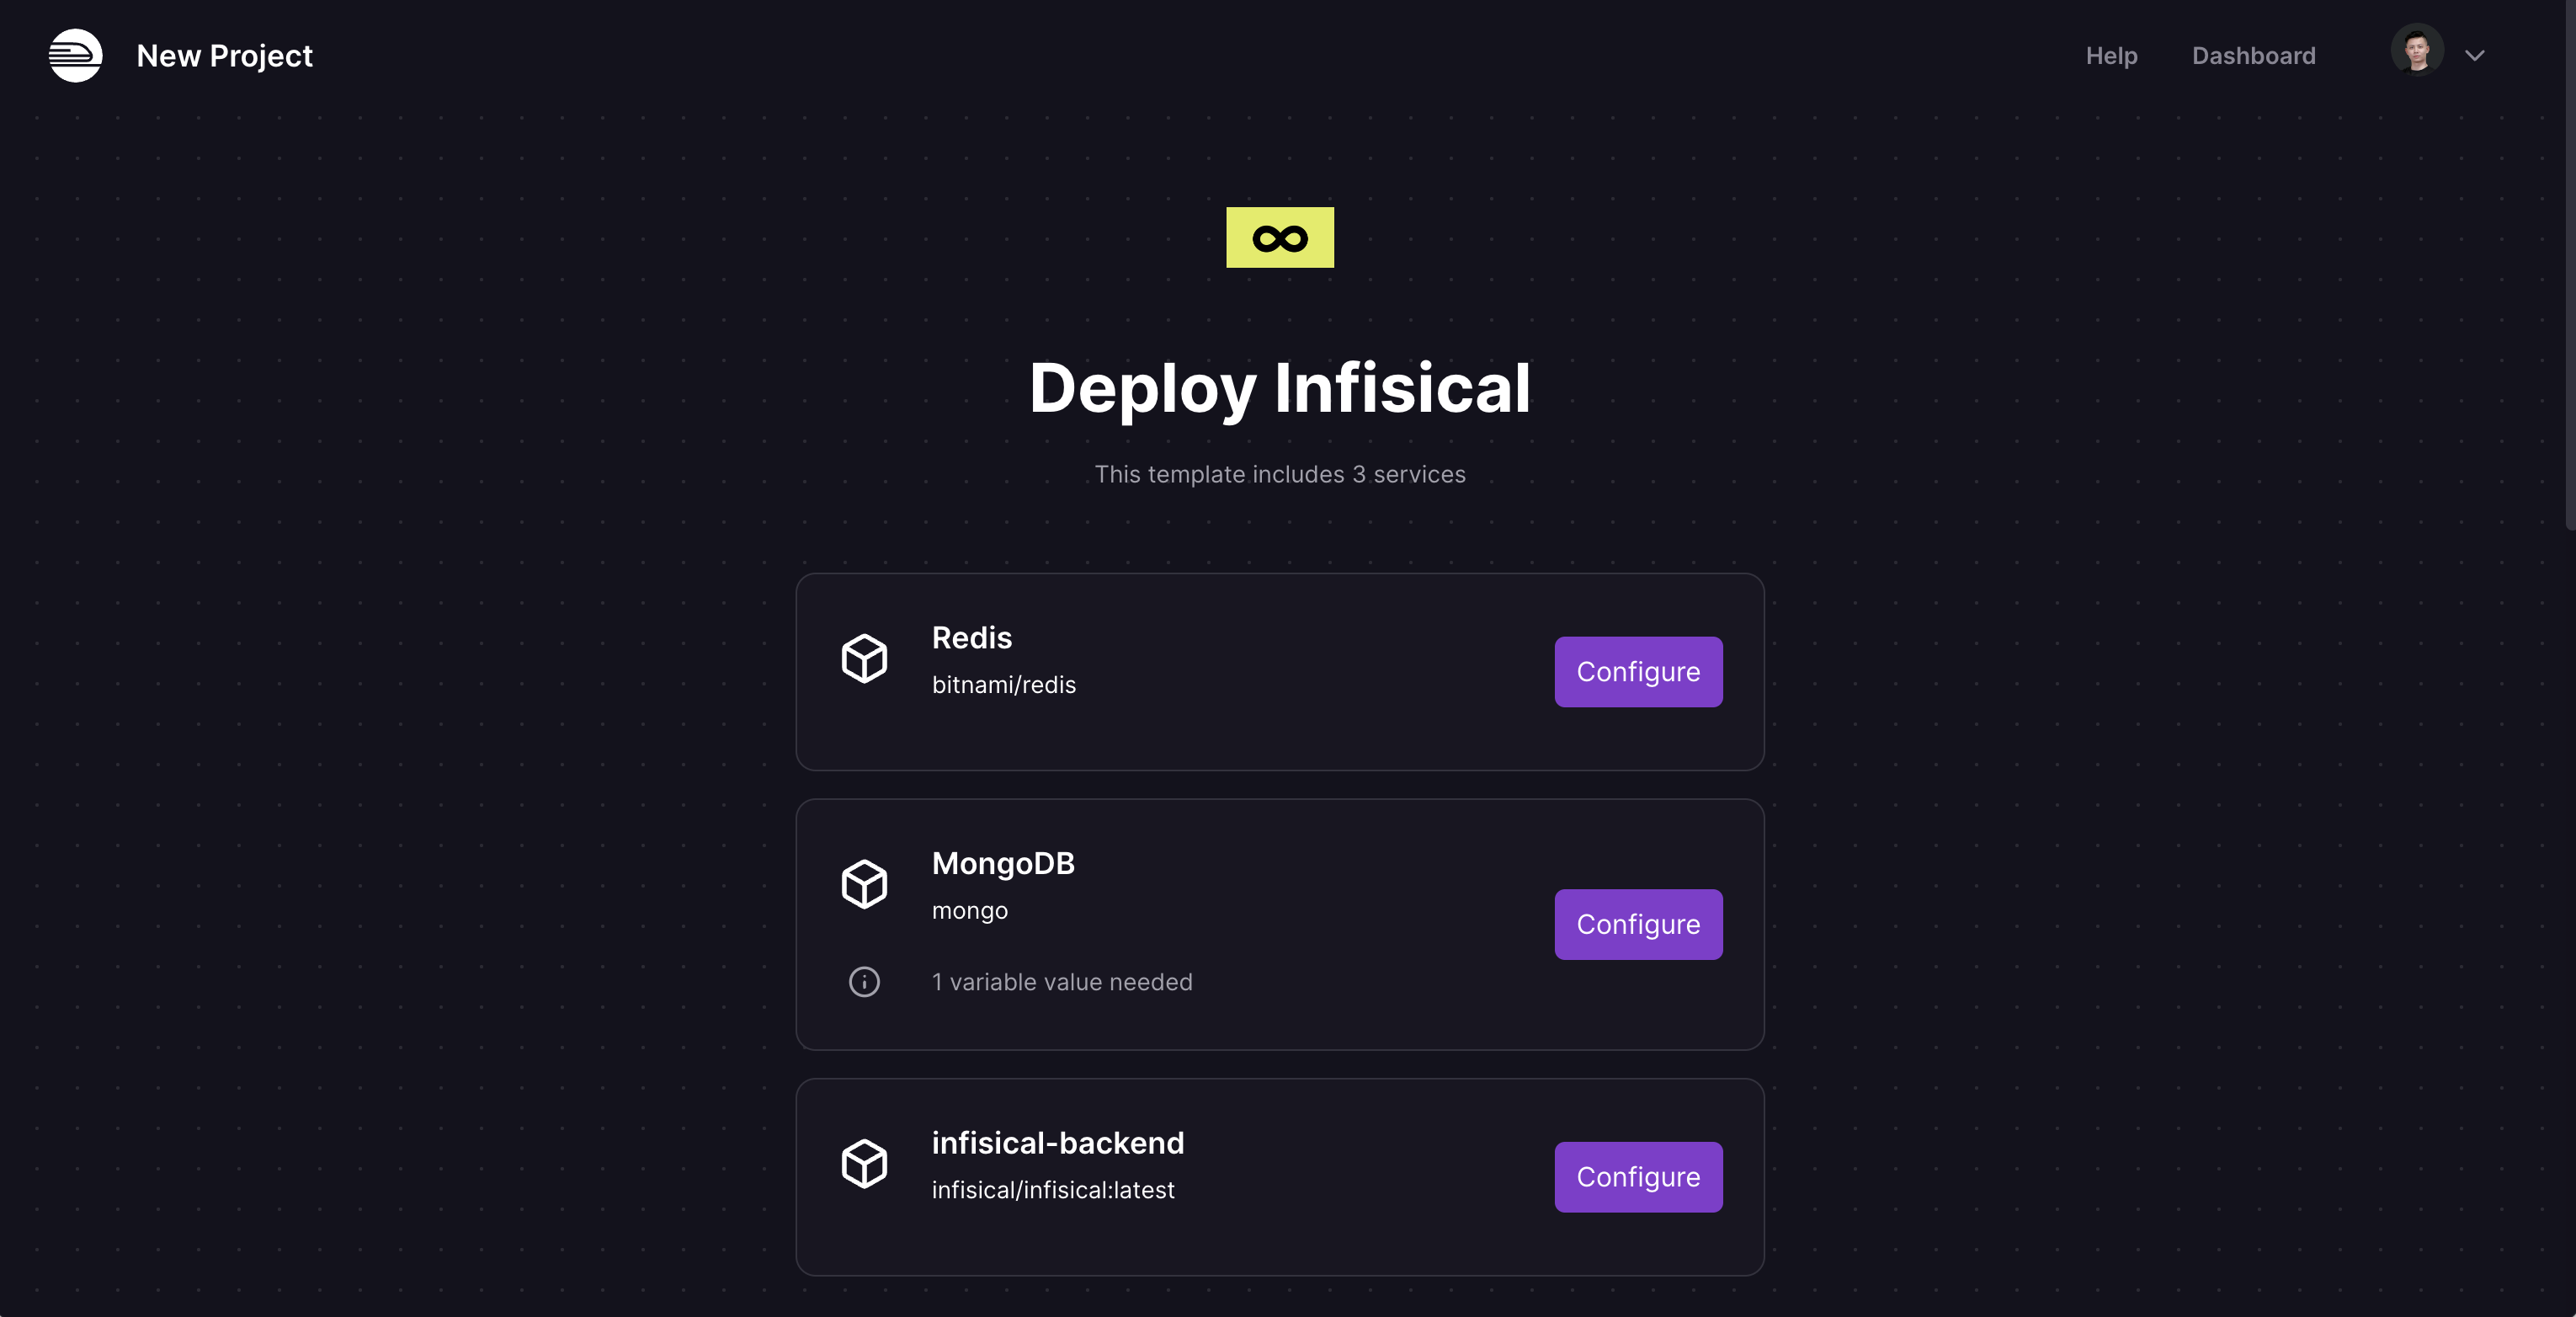 New Project
Help
Dashboard
Deploy Infisical
This template includes 3 services
Redis
bitnami/redis
Configure
MongoDB
mongo
Configure
1 variable value needed
infisical-backend
infisical/infisical:latest
Configure